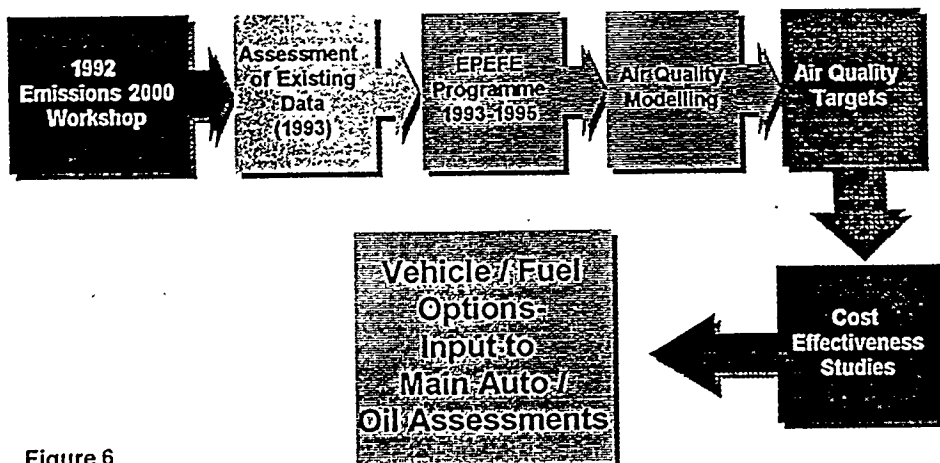 1992
Emissions 2000
Workshop
Assessment
of Existing
Data
(1993)
EPEFE
Programme
1993-1995
Air Quality
Modelling
Air Quality
Targets
Cost
Effectiveness
Studies
Vehicle / Fuel
Options-
Input to
Main Auto /
Oil Assessments
Figure 6